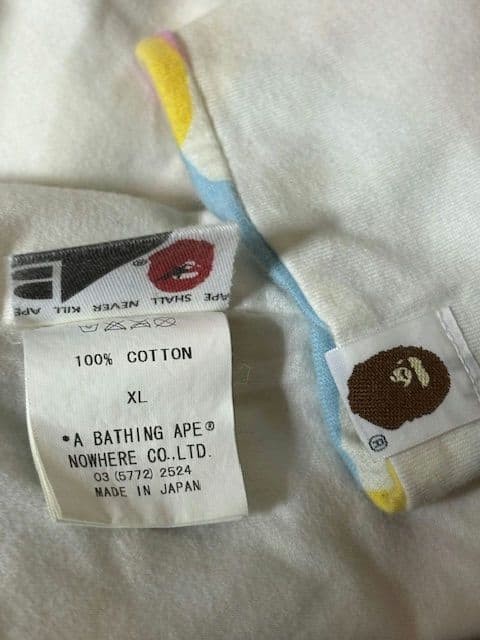 APE SHALL NEVER KILL APE
®
100% COTTON
XL
*A BATHING APE®
NOWHERE CO.,LTD.
03 (5772) 2524
MADE IN JAPAN
®